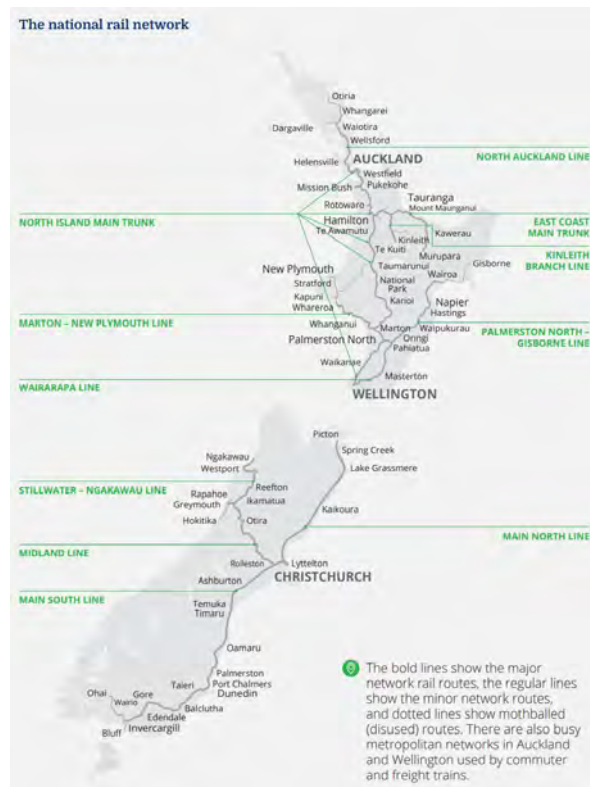 The national rail network
Otiria
Whangarei
Dargaville
Waiotira
Wellsford
Helensville
AUCKLAND
NORTH AUCKLAND LINE
Westfield
Mission Bush
Pukekohe
Rotowaro
Tauranga
Mount Maunganui
NORTH ISLAND MAIN TRUNK
Hamilton
EAST COAST
MAIN TRUNK
Te Awamutu
Kawerau
Kinleith
Te Kuiti
Murupara
KINLEITH
BRANCH LINE
Taumarunui
Gisborne
New Plymouth
Wairoa
Stratford
National
Park
Kapuni
Karioi
Napier
Whareroa
Hastings
MARTON – NEW PLYMOUTH LINE
Whanganui
Marton
Waipukurau
PALMERSTON NORTH –
GISBORNE LINE
Palmerston North
Oringi
Pahiatua
Waikanae
Masterton
WAIRARAPA LINE
WELLINGTON
Picton
Spring Creek
Ngakawau
Westport
Lake Grassmere
STILLWATER – NGAKAWAU LINE
Reefton
Rapahoe
Ikamatua
Greymouth
Kaikoura
Hokitika
Otira
MAIN NORTH LINE
MIDLAND LINE
Rolleston
Lyttelton
CHRISTCHURCH
Ashburton
MAIN SOUTH LINE
Temuka
Timaru
Oamaru
Palmerston
Port Chalmers
Taieri
Dunedin
Ohai
Wairio
Gore
Balclutha
Edendale
Bluff
Invercargill
The bold lines show the major
network rail routes, the regular lines
show the minor network routes,
and dotted lines show mothballed
(disused) routes. There are also busy
metropolitan networks in Auckland
and Wellington used by commuter
and freight trains.